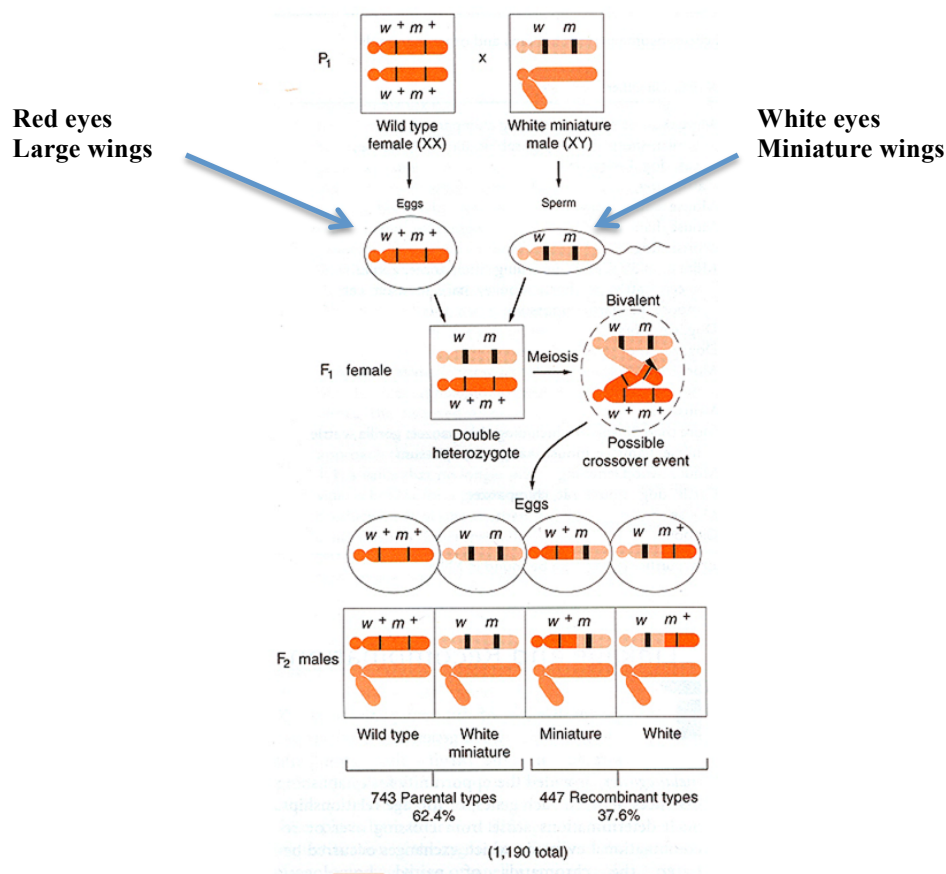 w + m +
w m
P1
x
w + m +
Red eyes
Large wings
White eyes
Miniature wings
Wild type
female (XX)
White miniature
male (XY)
Eggs
Sperm
w + m +
w m
Bivalent
w m
w m
F1 female
Meiosis
w + m +
w + m +
Double
heterozygote
Possible
crossover event
Eggs
w + m +
w m
w + m
w m +
w + m +
w m
w + m
w m +
F2 males
Wild type
White
miniature
Miniature
White
743 Parental types
62.4%
447 Recombinant types
37.6%
(1,190 total)